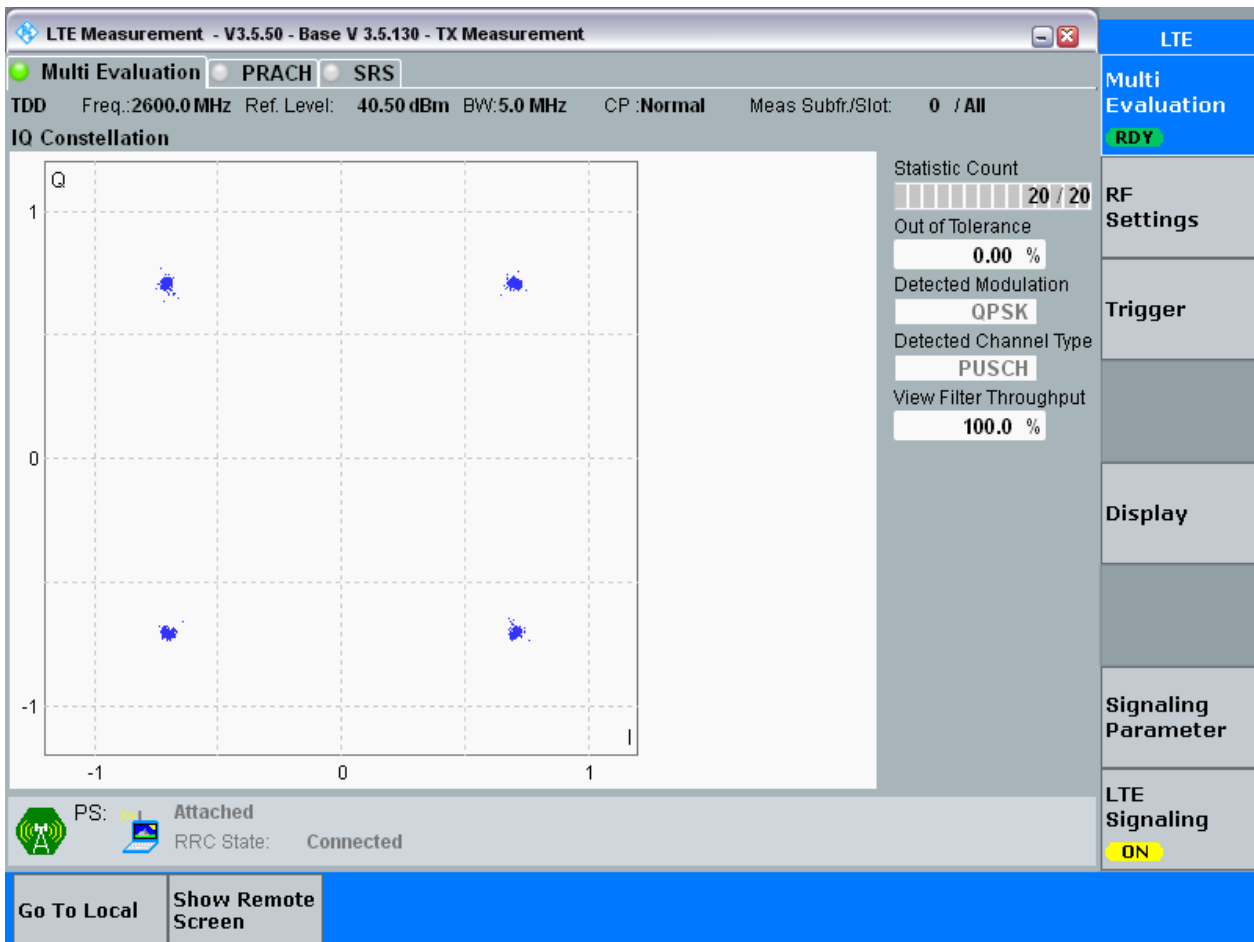 LTE Measurement - V3.5.50 - Base V 3.5.130 - TX Measurement
Multi Evaluation PRACH SRS
TDD Freq.:2600.0 MHz Ref. Level: 40.50 dBm BW:5.0 MHz CP :Normal Meas Subfr./Slot: 0 / All
IQ Constellation
Q
1
0
-1
I
-1 0 1
Statistic Count
20 / 20
Out of Tolerance
0.00 %
Detected Modulation
QPSK
Detected Channel Type
PUSCH
View Filter Throughput
100.0 %
PS: Attached
RRC State: Connected
LTE
Multi
Evaluation
RDY
RF
Settings
Trigger
Display
Signaling
Parameter
LTE
Signaling
ON
Go To Local
Show Remote
Screen